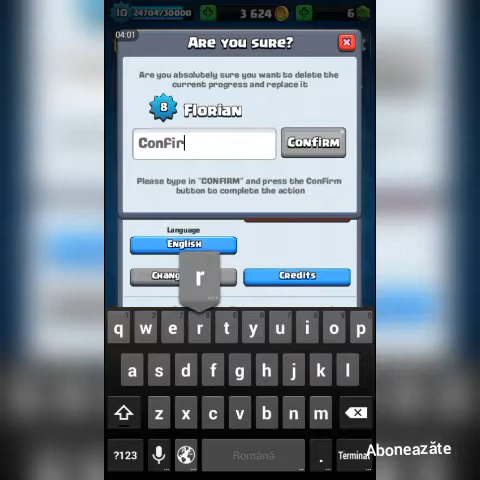 10 24704/30000 3 624 6
04:01
Are you sure?
Are you absolutely sure you want to delete the
current progress and replace it
8 Florian
Confir
Confirm
Please type in "CONFIRM" and press the Confirm
button to complete the action
Language
English
Chang
Credits
r
q w e r t y u i o p
a s d f g h j k l
z x c v b n m
?123 Română . Terminat
Aboneazăte